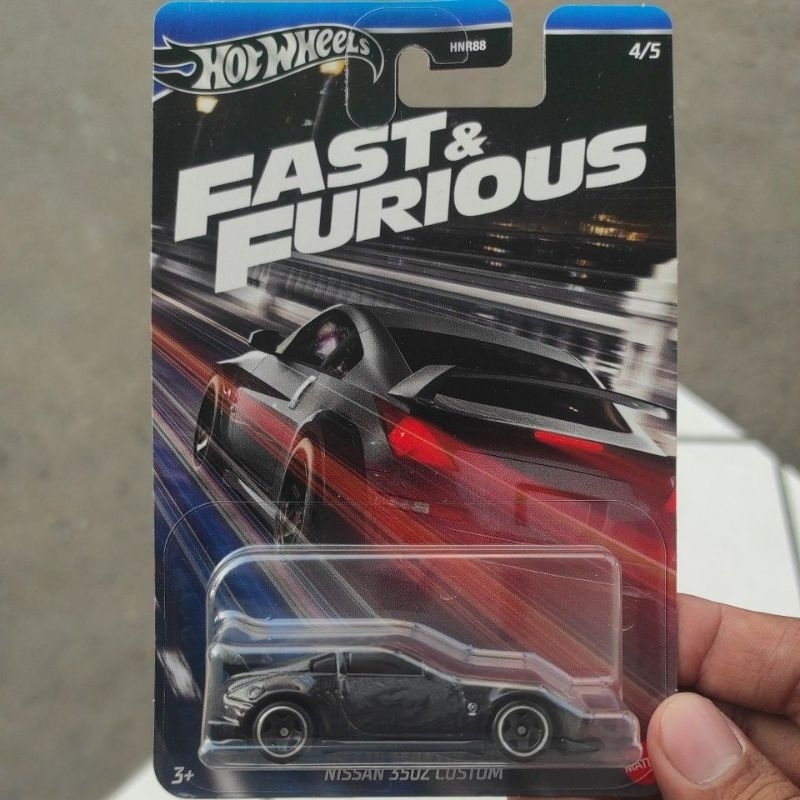 HOT WHEELS
HNR88
4/5
FAST &
FURIOUS
3+
NISSAN 350Z CUSTOM